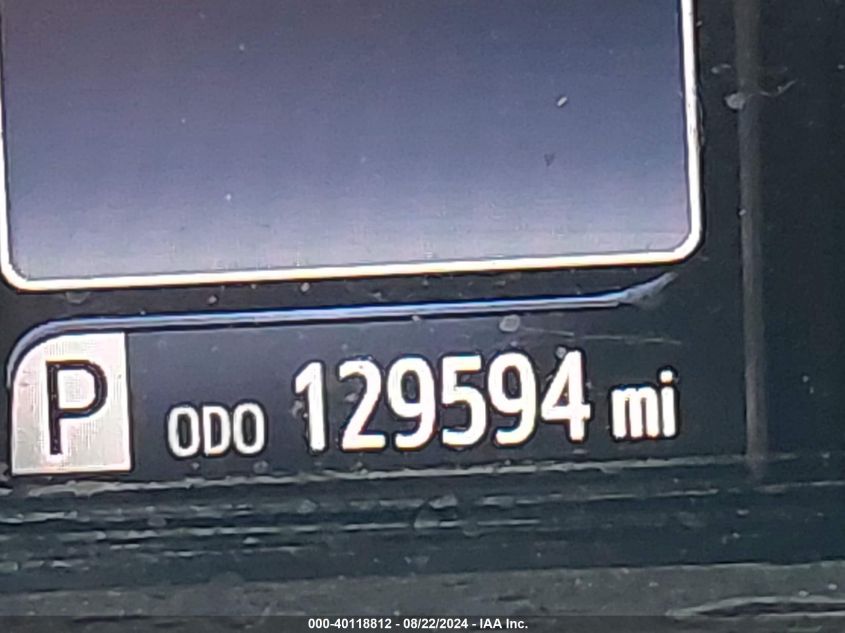 P ODO 129594 mi
000-40118812 - 08/22/2024 - IAA Inc.